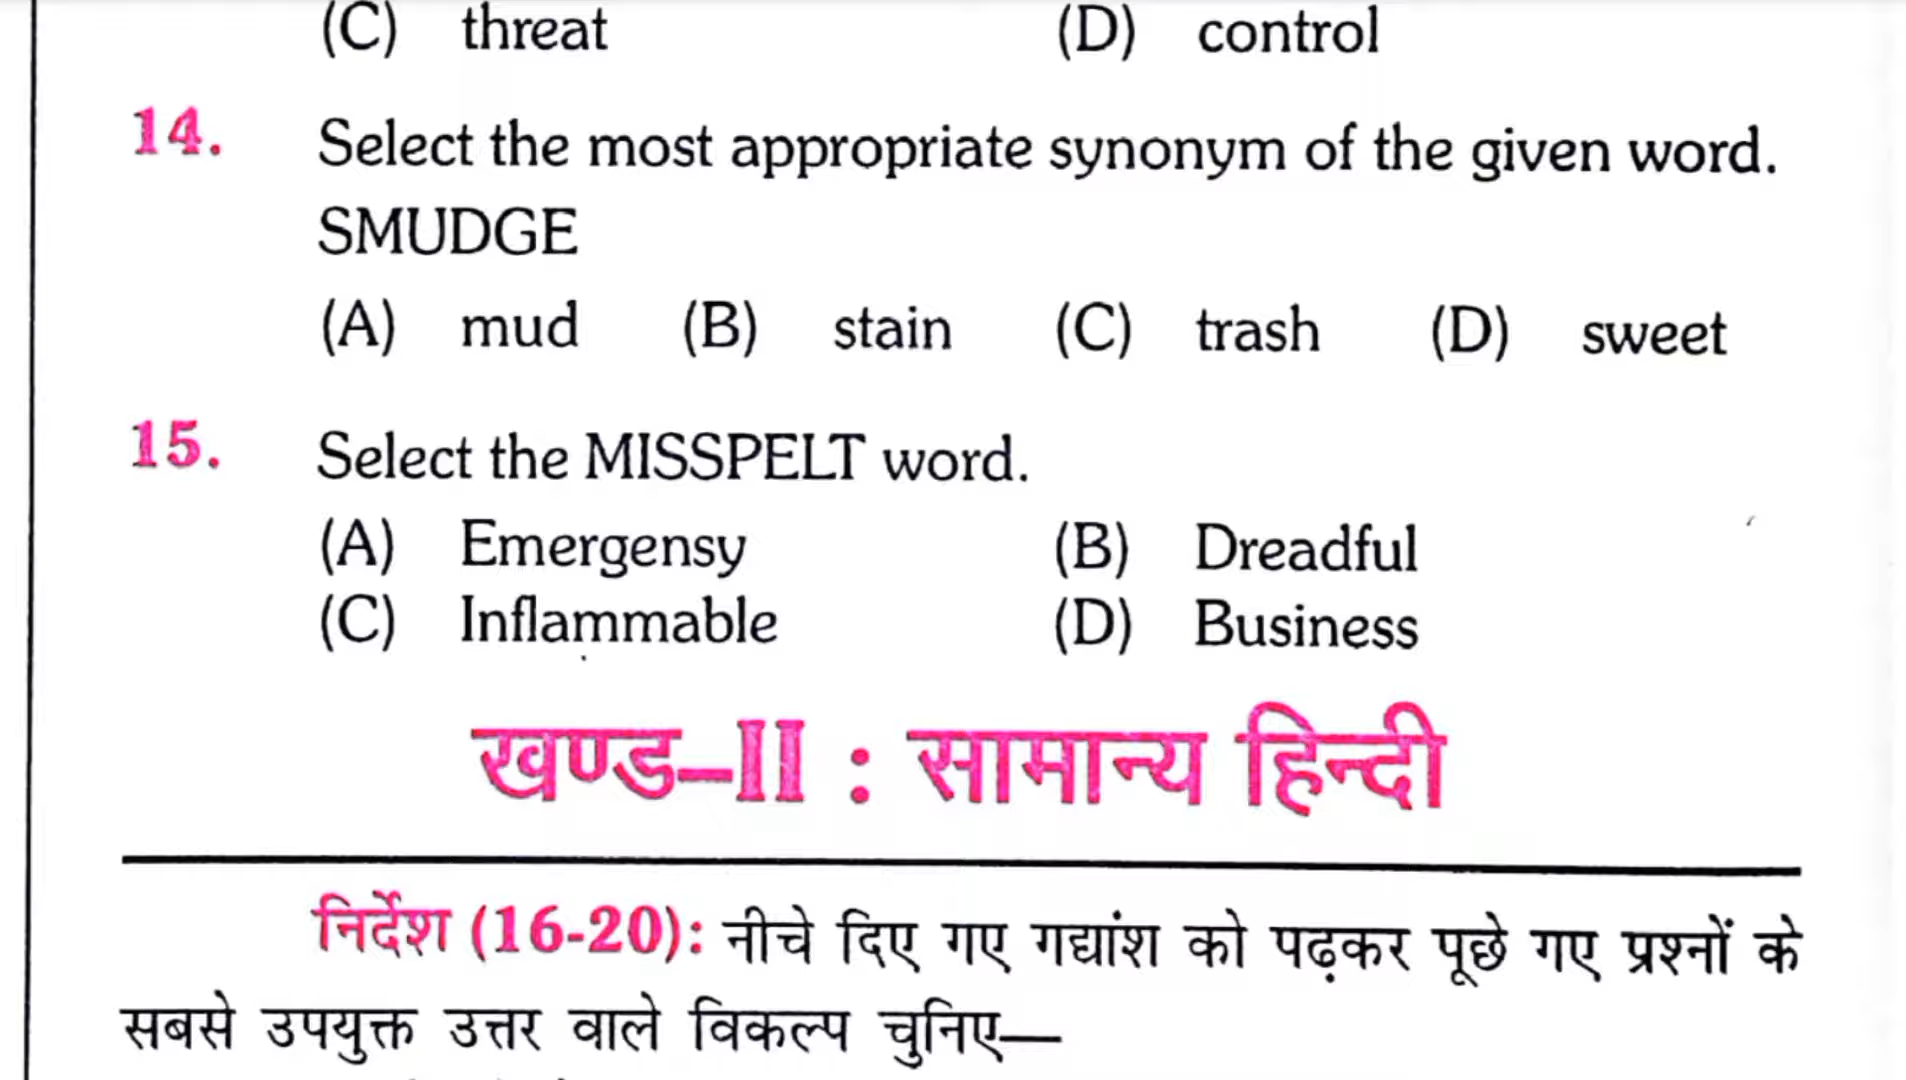 (C) threat (D) control
14. Select the most appropriate synonym of the given word.
SMUDGE
(A) mud (B) stain (C) trash (D) sweet
15. Select the MISSPELT word.
(A) Emergensy (B) Dreadful
(C) Inflammable (D) Business
खण्ड–II : सामान्य हिन्दी
निर्देश (16-20): नीचे दिए गए गद्यांश को पढ़कर पूछे गए प्रश्नों के
सबसे उपयुक्त उत्तर वाले विकल्प चुनिए—